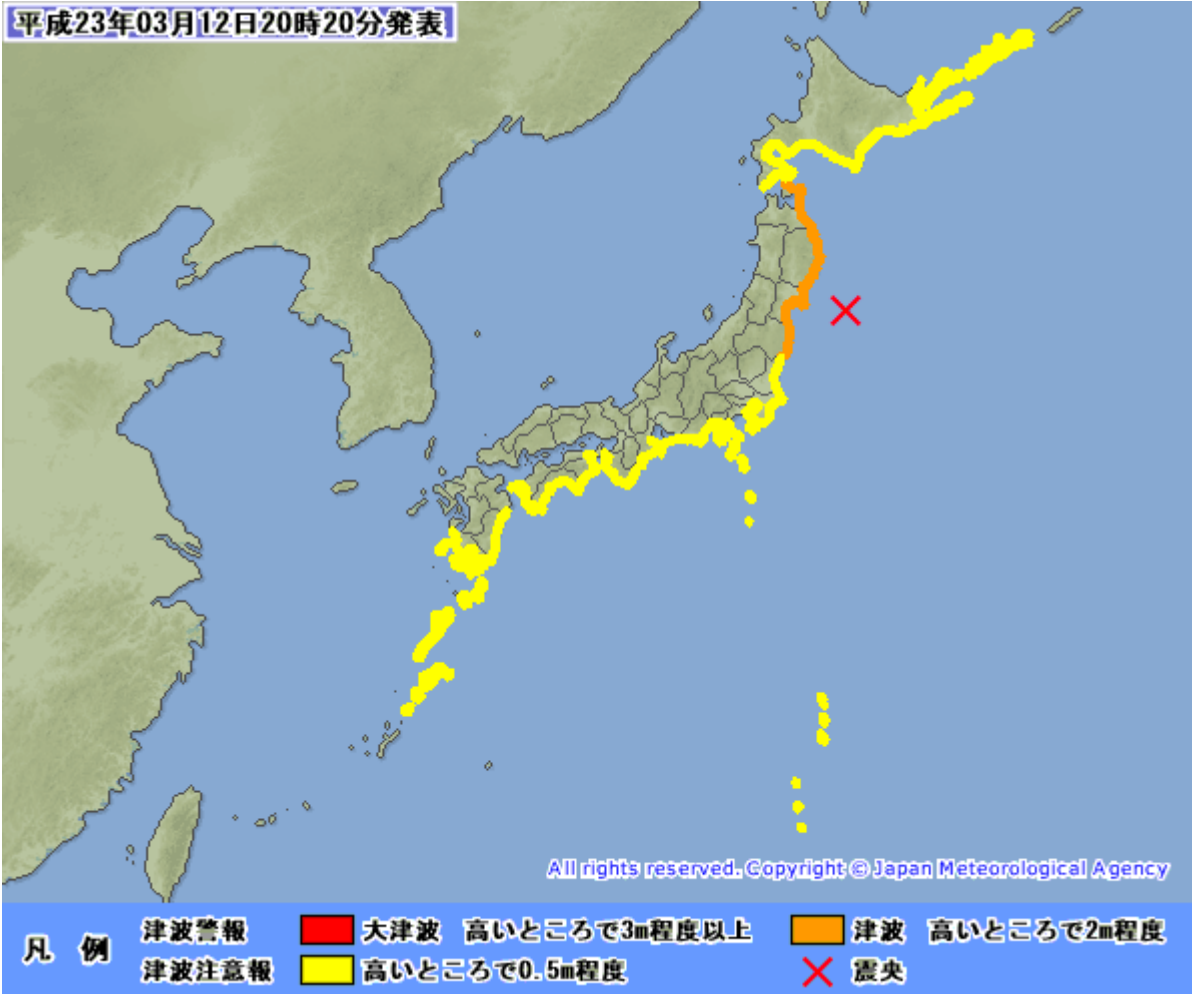 平成23年03月12日20時20分発表
All rights reserved. Copyright © Japan Meteorological Agency
凡 例
津波警報 大津波 高いところで3m程度以上 津波 高いところで2m程度
津波注意報 高いところで0.5m程度 震央